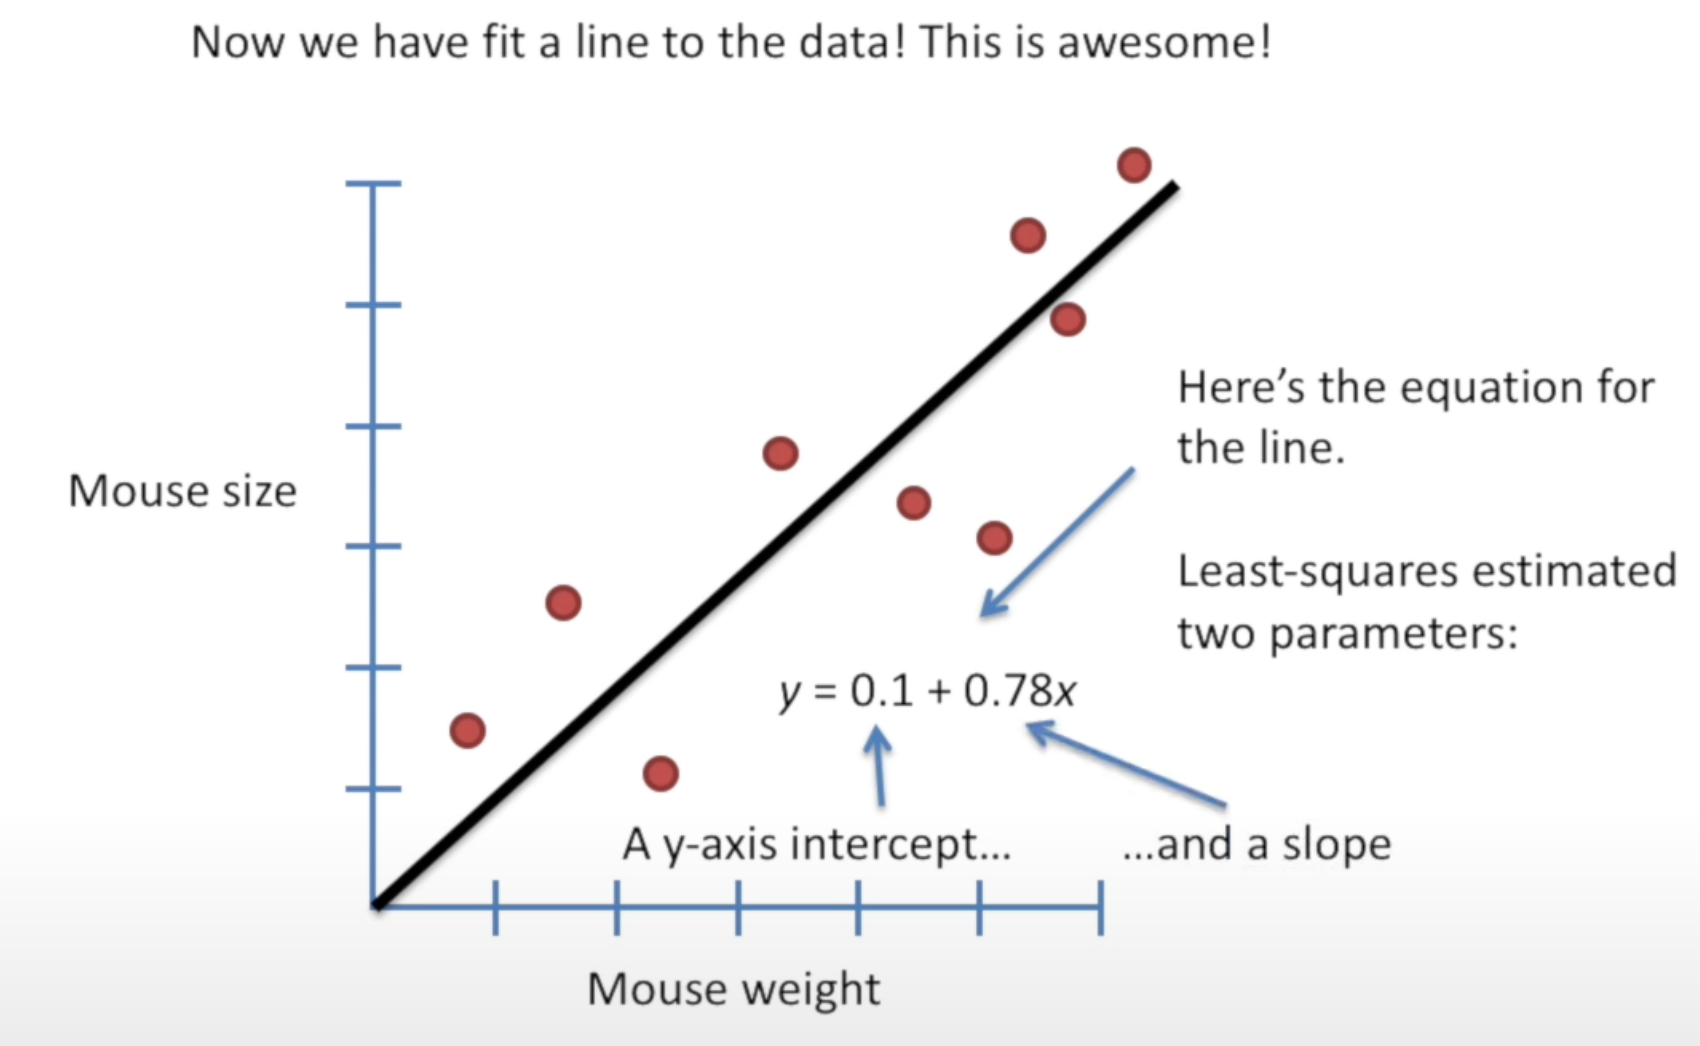 Now we have fit a line to the data! This is awesome!
Mouse size
Here’s the equation for
the line.
Least-squares estimated
two parameters:
y = 0.1 + 0.78x
A y-axis intercept...
...and a slope
Mouse weight